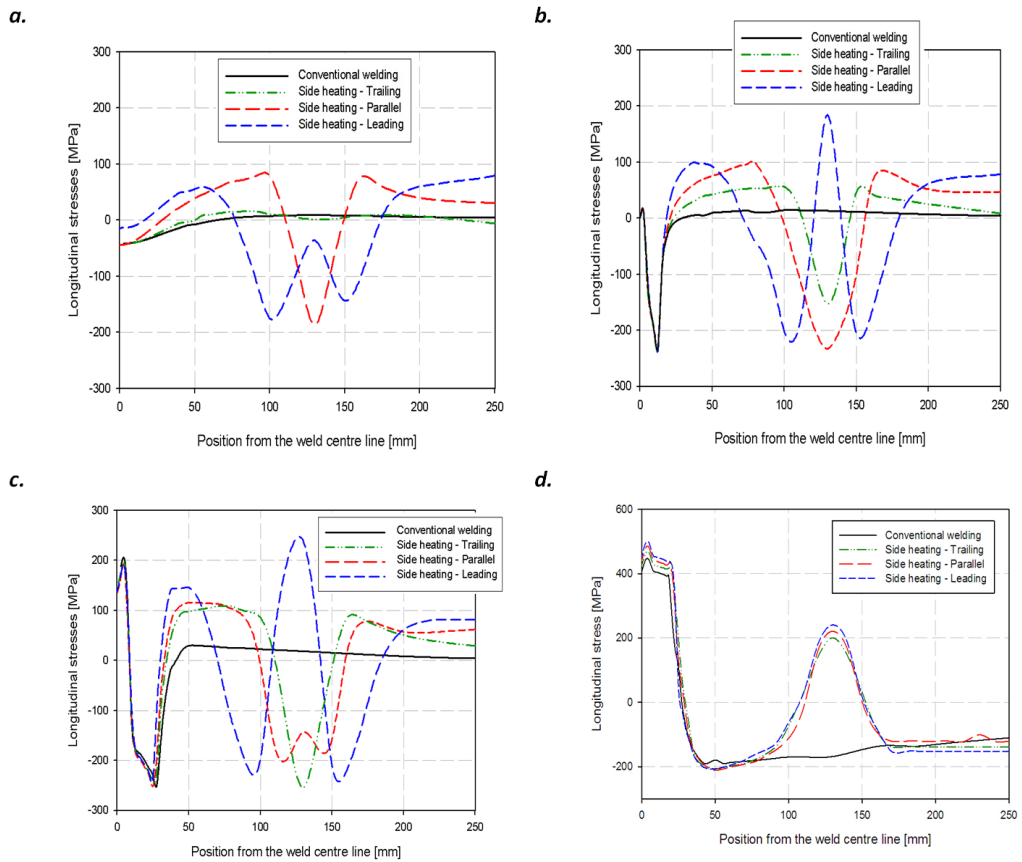 a.
Longitudinal stresses [MPa]
300
200
100
0
-100
-200
-300
Conventional welding
Side heating - Trailing
Side heating - Parallel
Side heating - Leading
0 50 100 150 200 250
Position from the weld centre line [mm]
b.
Longitudinal stresses [MPa]
300
200
100
0
-100
-200
-300
Conventional welding
Side heating - Trailing
Side heating - Parallel
Side heating - Leading
0 50 100 150 200 250
Position from the weld centre line [mm]
c.
Longitudinal stresses [MPa]
300
200
100
0
-100
-200
-300
Conventional welding
Side heating - Trailing
Side heating - Parallel
Side heating - Leading
0 50 100 150 200 250
Position from the weld centre line [mm]
d.
Longitudinal stress [MPa]
600
400
200
0
-200
Conventional welding
Side heating - Trailing
Side heating - Parallel
Side heating - Leading
0 50 100 150 200 250
Position from the weld centre line [mm]